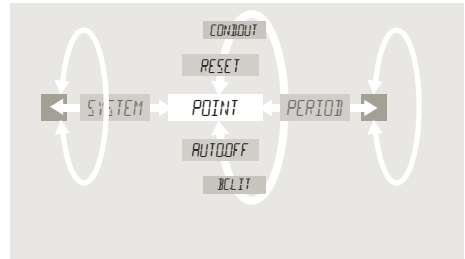 CONDOUT
RESET
SYSTEM POINT PERIOD
AUTOOFF
BCLIT